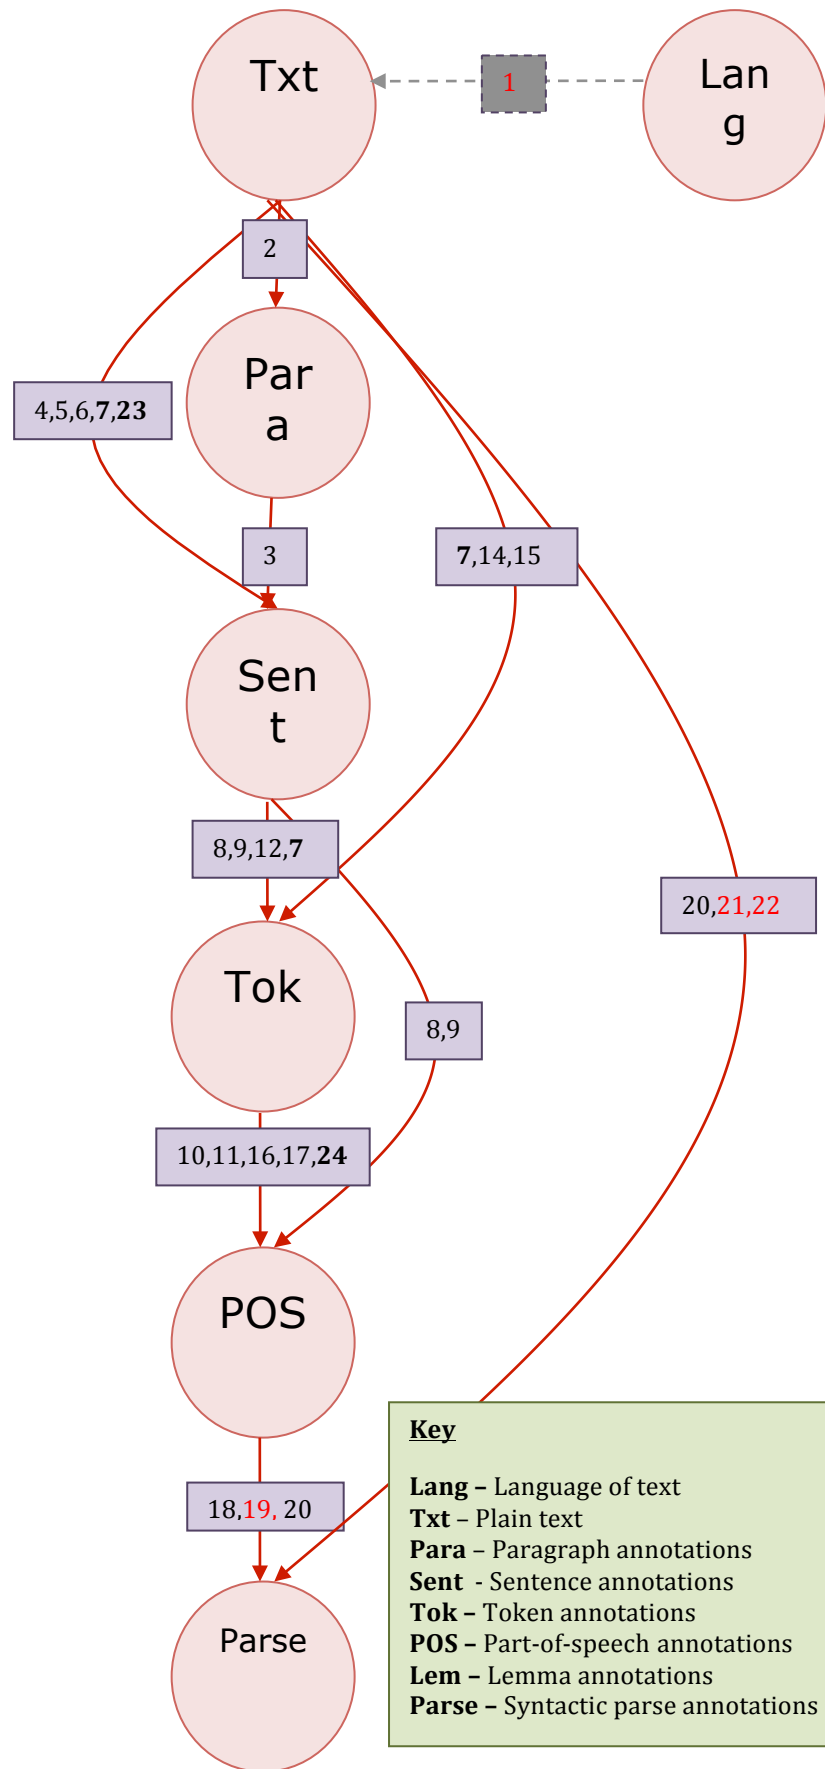 Txt
1
Lan
g
2
Par
a
4,5,6,7,23
3
7,14,15
Sen
t
8,9,12,7
20,21,22
Tok
8,9
10,11,16,17,24
POS
18,19, 20
Parse
Key
Lang – Language of text
Txt – Plain text
Para – Paragraph annotations
Sent - Sentence annotations
Tok – Token annotations
POS – Part-of-speech annotations
Lem – Lemma annotations
Parse – Syntactic parse annotations